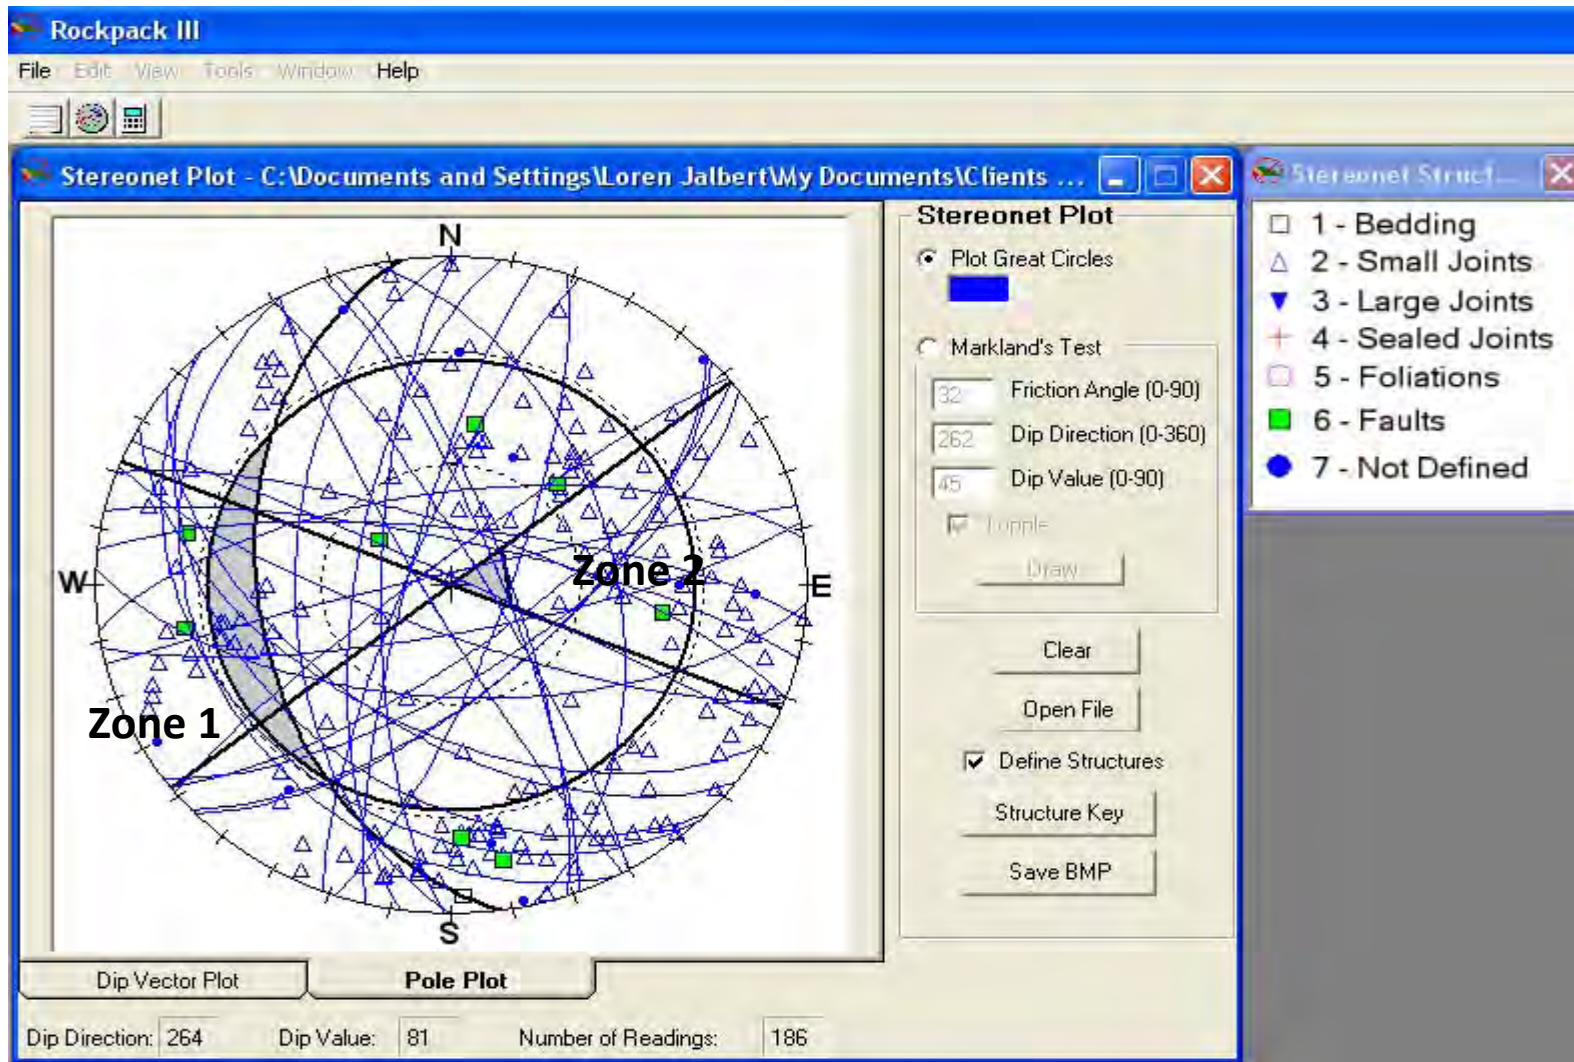 Rockpack III
File Edit View Tools Window Help
Stereonet Plot - C:\Documents and Settings\Loren Jalbert\My Documents\Clients ...
Stereonet Struct...
Stereonet Plot
Plot Great Circles
Markland's Test
32 Friction Angle (0-90)
262 Dip Direction (0-360)
45 Dip Value (0-90)
Topple
Draw
Clear
Open File
Define Structures
Structure Key
Save BMP
1 - Bedding
2 - Small Joints
3 - Large Joints
4 - Sealed Joints
5 - Foliations
6 - Faults
7 - Not Defined
N
W
E
S
Zone 2
Zone 1
Dip Vector Plot
Pole Plot
Dip Direction: 264 Dip Value: 81 Number of Readings: 186